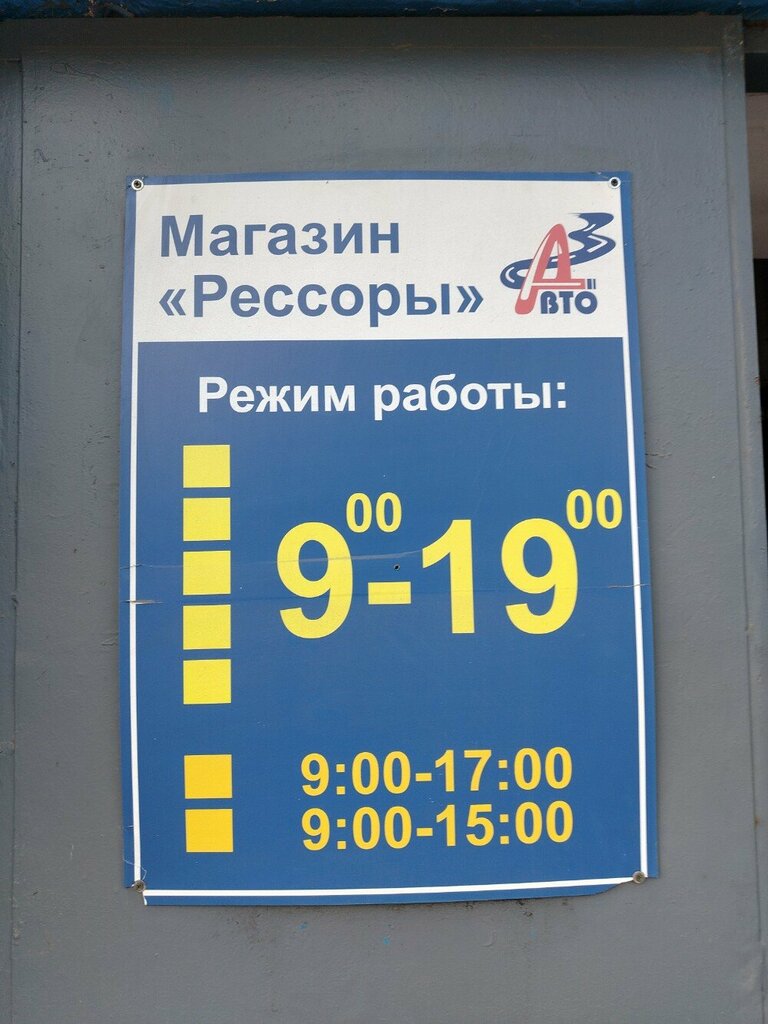 Магазин
«Рессоры»
АВТО
Режим работы:
9⁰⁰-19⁰⁰
9:00-17:00
9:00-15:00